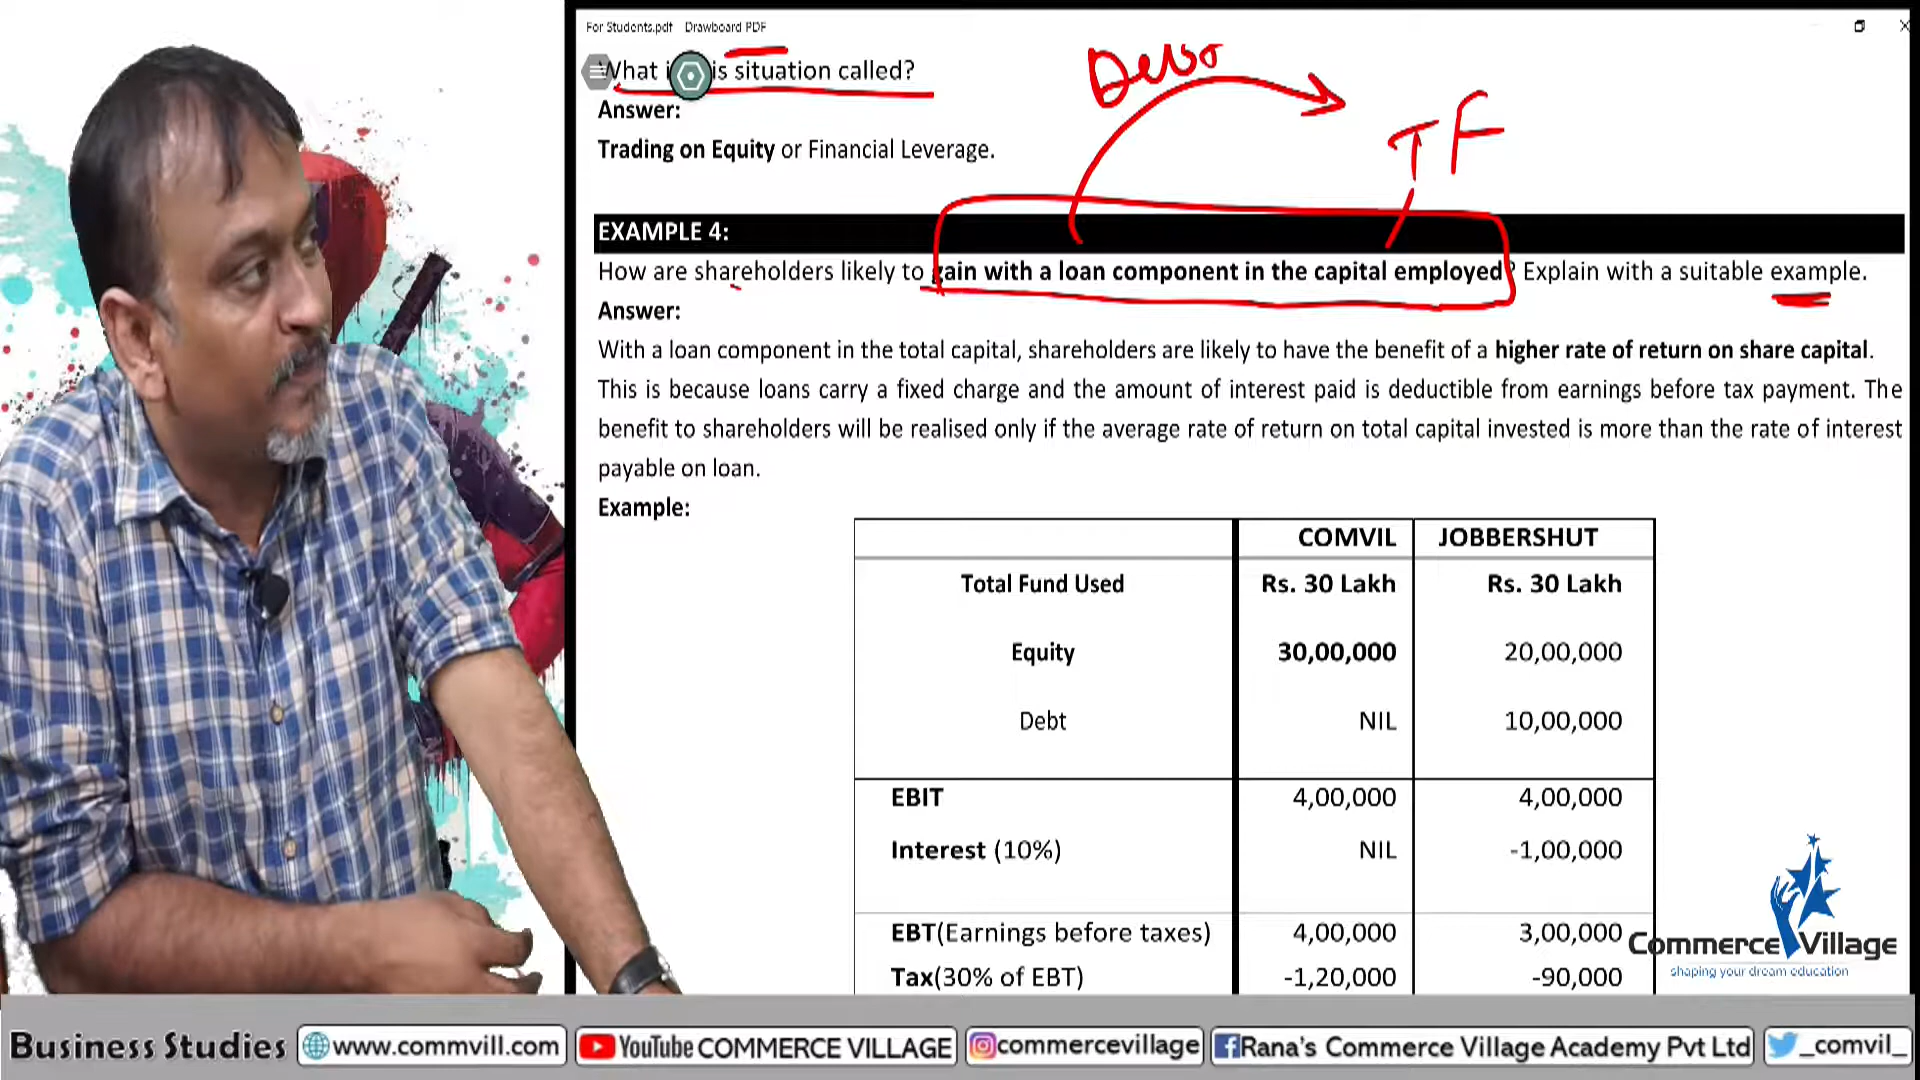 For Students.pdf Drawboard PDF
What i is situation called?
Answer:
Trading on Equity or Financial Leverage.
TF
EXAMPLE 4:
How are shareholders likely to gain with a loan component in the capital employed? Explain with a suitable example.
Answer:
With a loan component in the total capital, shareholders are likely to have the benefit of a higher rate of return on share capital.
This is because loans carry a fixed charge and the amount of interest paid is deductible from earnings before tax payment. The
benefit to shareholders will be realised only if the average rate of return on total capital invested is more than the rate of interest
payable on loan.
Example:
COMVIL JOBBERSHUT
Total Fund Used Rs. 30 Lakh Rs. 30 Lakh
Equity 30,00,000 20,00,000
Debt NIL 10,00,000
EBIT 4,00,000 4,00,000
Interest (10%) NIL -1,00,000
EBT(Earnings before taxes) 4,00,000 3,00,000
Tax(30% of EBT) -1,20,000 -90,000
Commerce Village
shaping your dream education
Business Studies www.commvill.com YouTube COMMERCE VILLAGE commercevillage Rana's Commerce Village Academy Pvt Ltd _comvil_